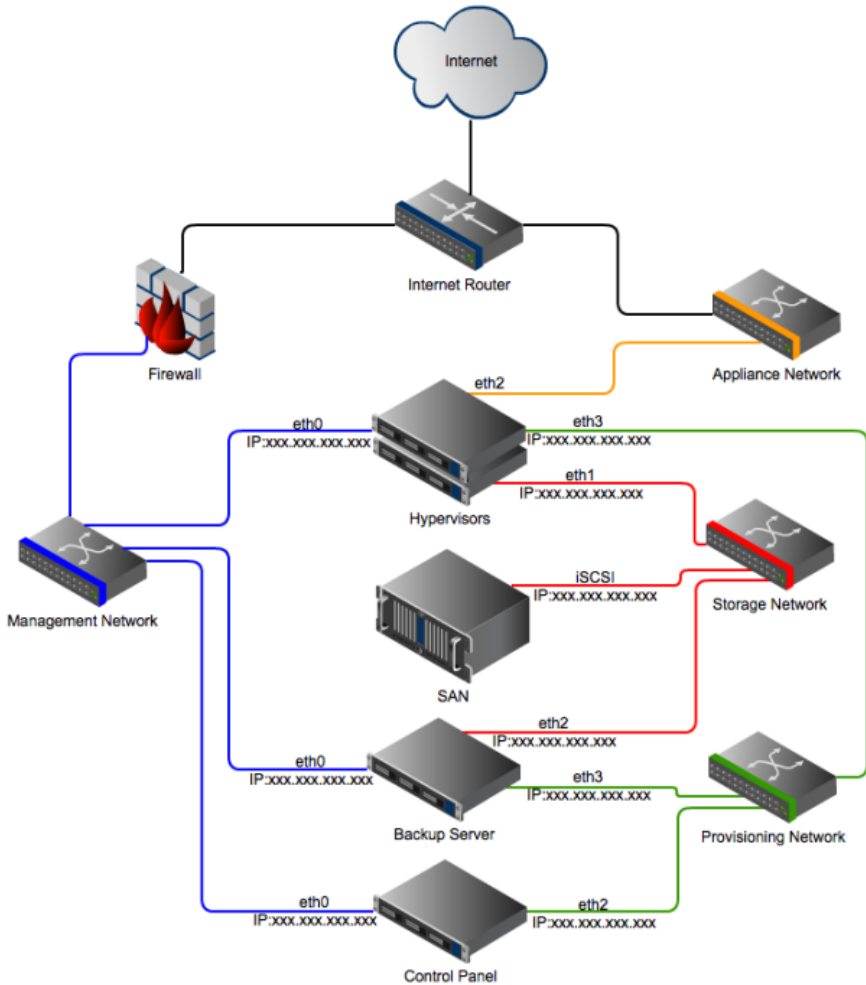 Internet
Internet Router
Firewall
Appliance Network
eth2
eth0
IP:xxx.xxx.xxx.xxx
eth3
IP:xxx.xxx.xxx.xxx
eth1
IP:xxx.xxx.xxx.xxx
Hypervisors
iSCSI
IP:xxx.xxx.xxx.xxx
Management Network
Storage Network
SAN
eth2
IP:xxx.xxx.xxx.xxx
eth0
IP:xxx.xxx.xxx.xxx
eth3
IP:xxx.xxx.xxx.xxx
Backup Server
Provisioning Network
eth0
IP:xxx.xxx.xxx.xxx
eth2
IP:xxx.xxx.xxx.xxx
Control Panel